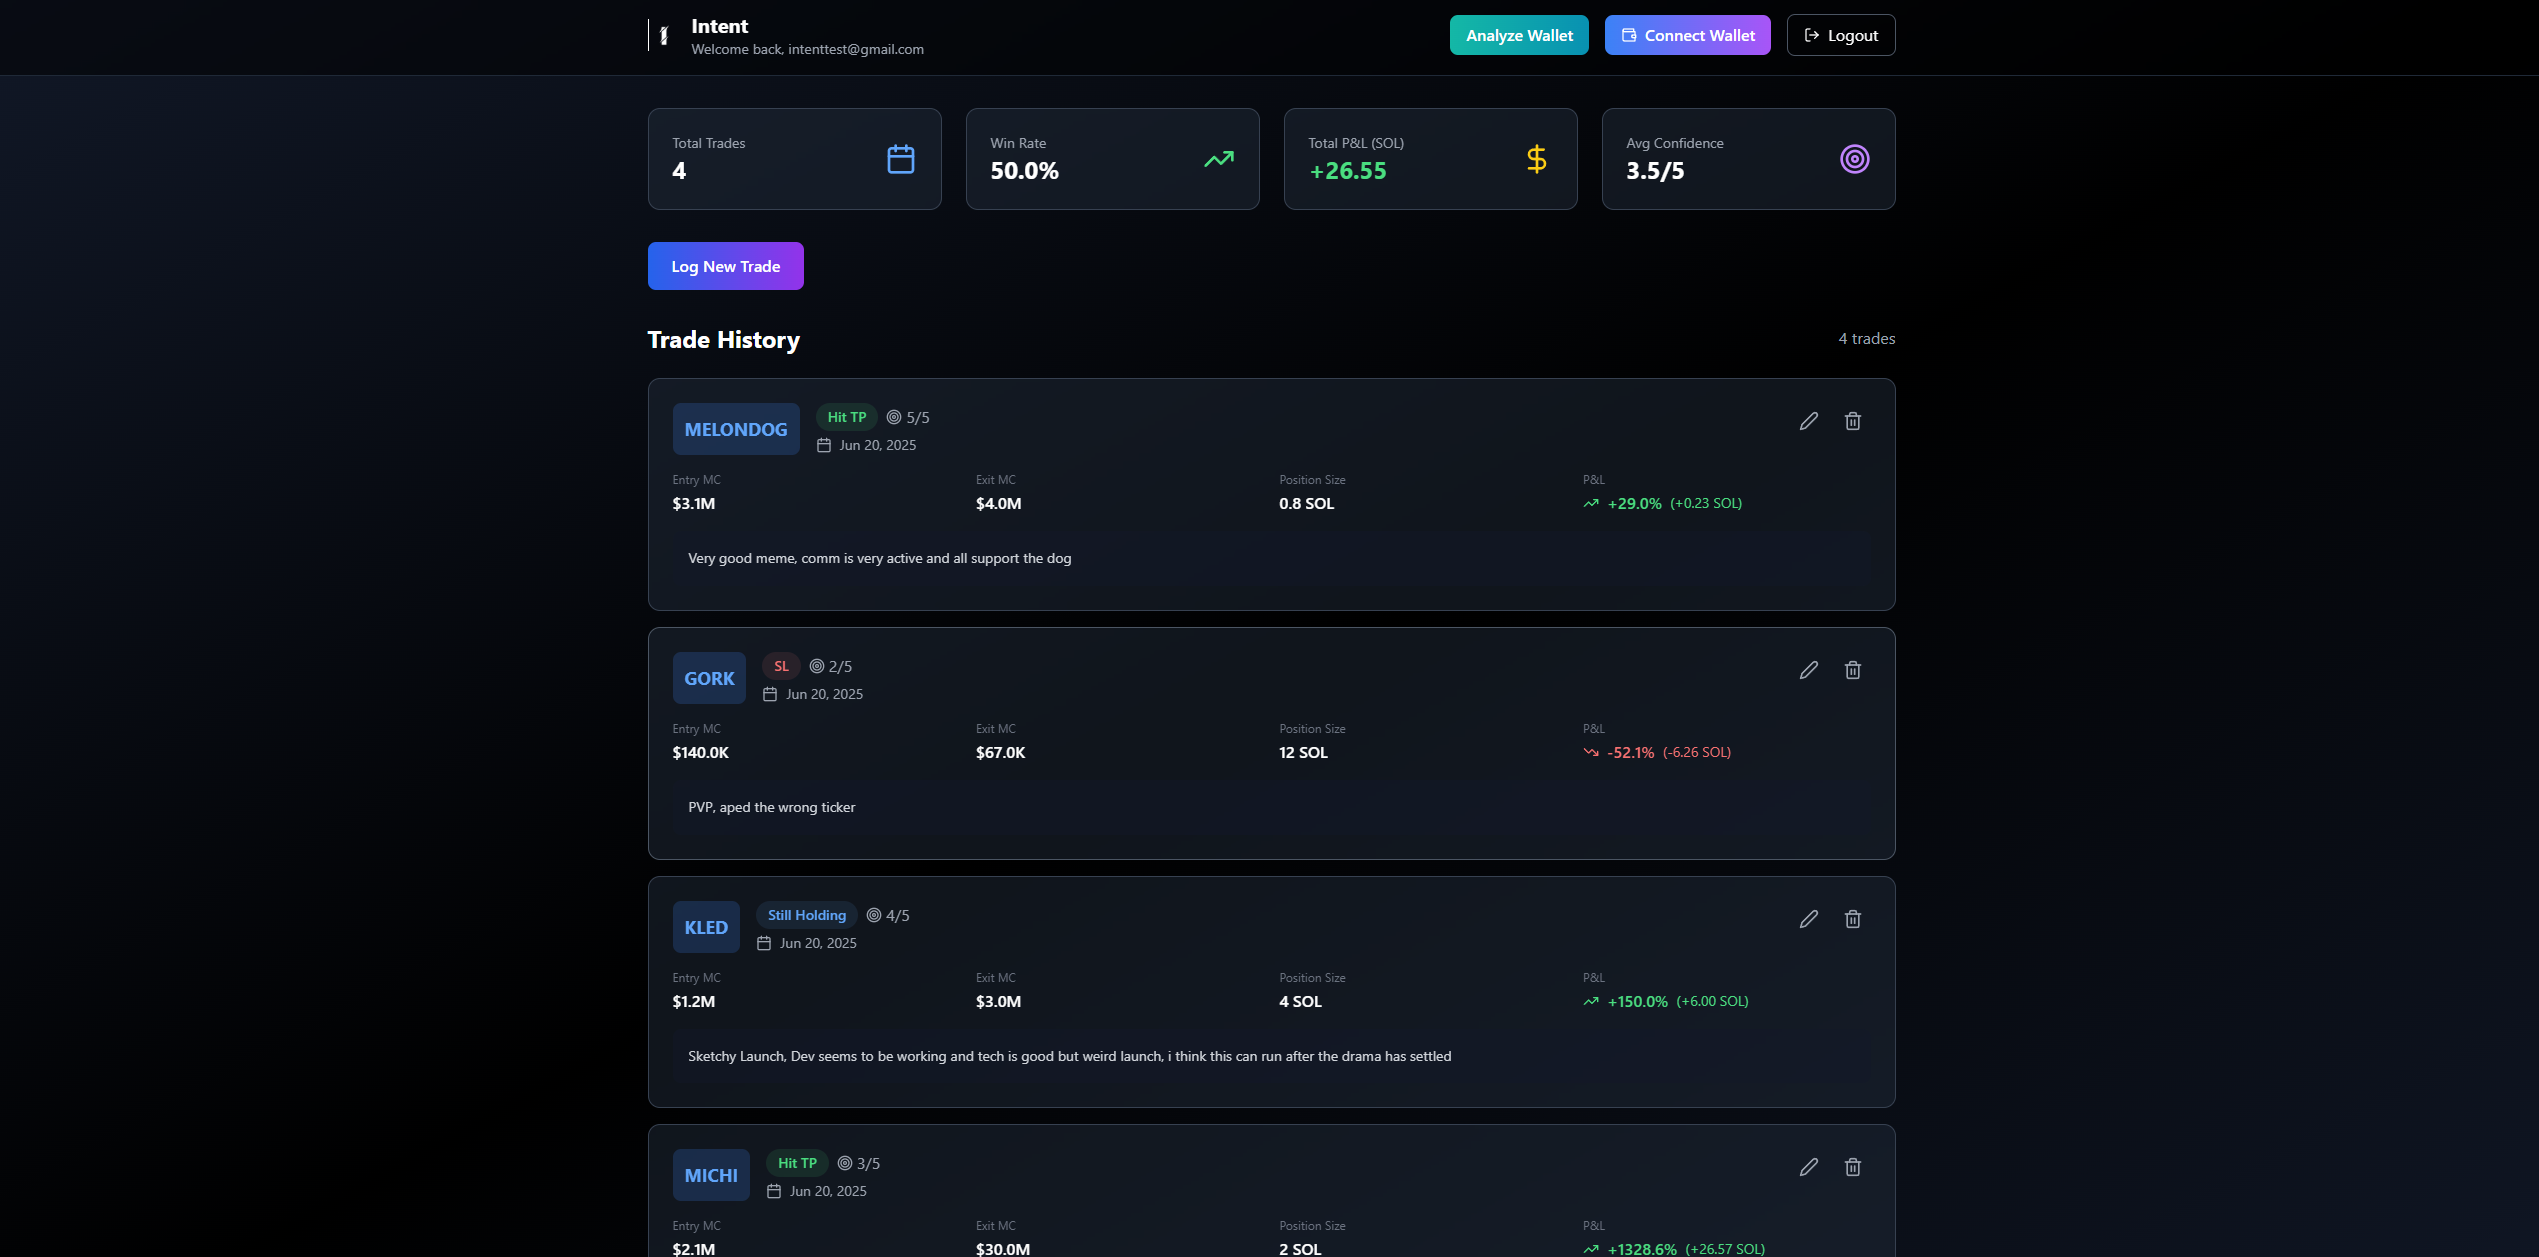 Intent
Welcome back, intenttest@gmail.com
Analyze Wallet
Connect Wallet
Logout
Total Trades
4
Win Rate
50.0%
Total P&L (SOL)
+26.55
Avg Confidence
3.5/5
Log New Trade
Trade History
4 trades
MELONDOG
Hit TP
5/5
Jun 20, 2025
Entry MC
$3.1M
Exit MC
$4.0M
Position Size
0.8 SOL
P&L
+29.0% (+0.23 SOL)
Very good meme, comm is very active and all support the dog
GORK
SL
2/5
Jun 20, 2025
Entry MC
$140.0K
Exit MC
$67.0K
Position Size
12 SOL
P&L
-52.1% (-6.26 SOL)
PVP, aped the wrong ticker
KLED
Still Holding
4/5
Jun 20, 2025
Entry MC
$1.2M
Exit MC
$3.0M
Position Size
4 SOL
P&L
+150.0% (+6.00 SOL)
Sketchy Launch, Dev seems to be working and tech is good but weird launch, i think this can run after the drama has settled
MICHI
Hit TP
3/5
Jun 20, 2025
Entry MC
$2.1M
Exit MC
$30.0M
Position Size
2 SOL
P&L
+1328.6% (+26.57 SOL)